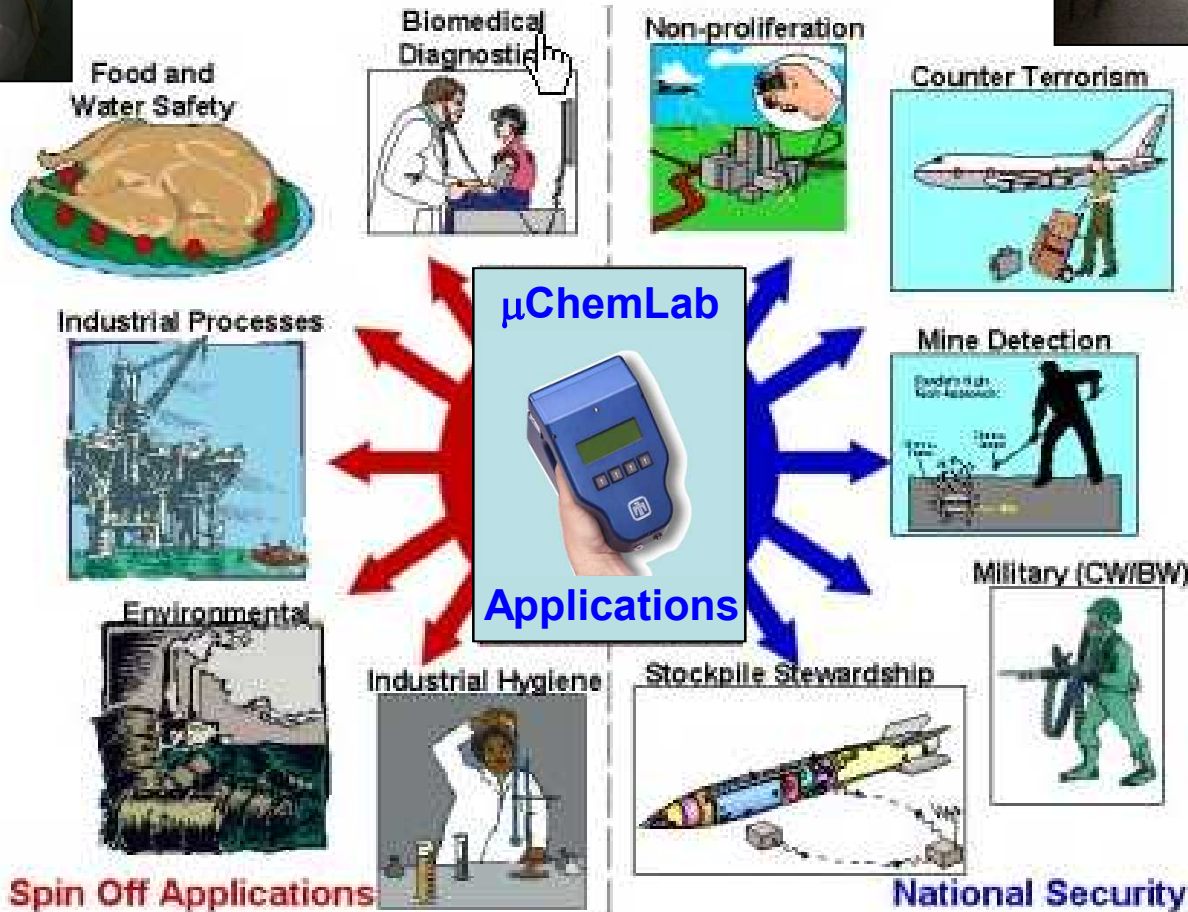 Biomedical
Diagnostic
Non-proliferation
Food and
Water Safety
Counter Terrorism
μChemLab
Industrial Processes
Mine Detection
Applications
Military (CW/BW)
Environmental
Industrial Hygiene
Stockpile Stewardship
Spin Off Applications
National Security